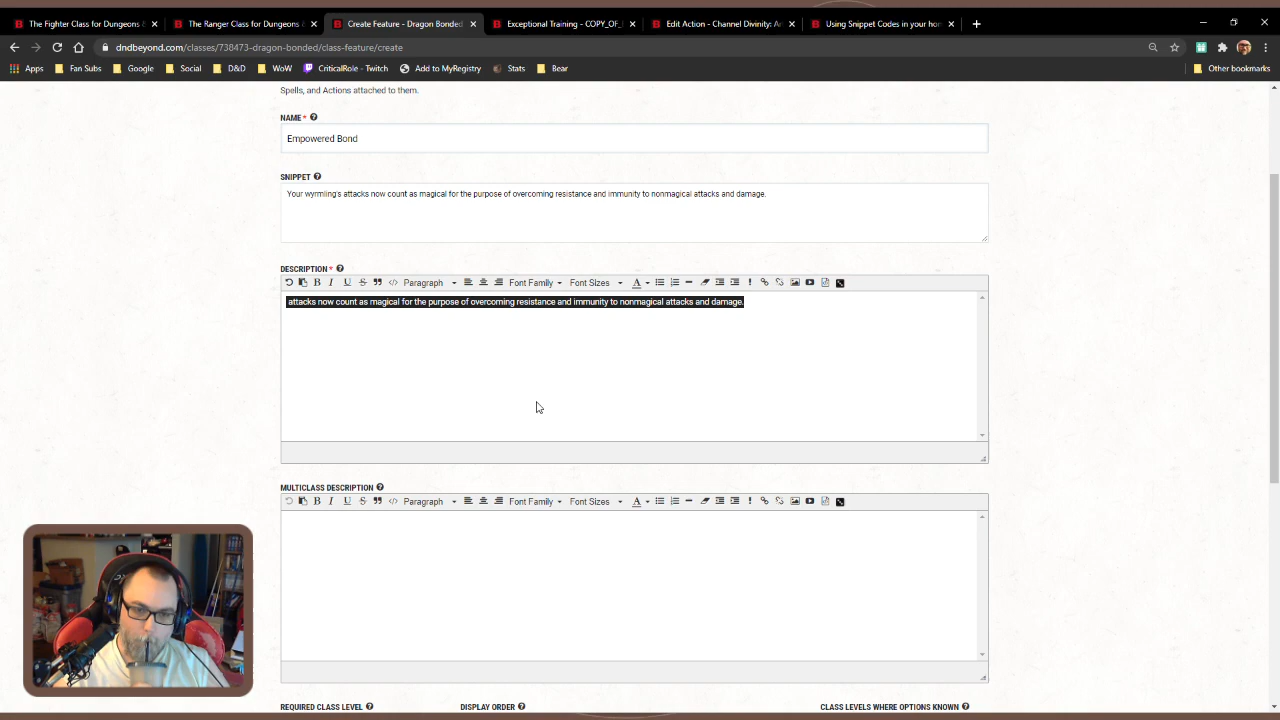 The Fighter Class for Dungeons &
The Ranger Class for Dungeons &
Create Feature - Dragon Bonded
Exceptional Training - COPY_OF_
Edit Action - Channel Divinity: Ar
Using Snippet Codes in your hom
dndbeyond.com/classes/738473-dragon-bonded/class-feature/create
Apps
Fan Subs
Google
Social
D&D
WoW
CriticalRole - Twitch
Add to MyRegistry
Stats
Bear
Other bookmarks
Spells, and Actions attached to them.
NAME *
Empowered Bond
SNIPPET
Your wyrmling's attacks now count as magical for the purpose of overcoming resistance and immunity to nonmagical attacks and damage.
DESCRIPTION *
Paragraph
Font Family
Font Sizes
attacks now count as magical for the purpose of overcoming resistance and immunity to nonmagical attacks and damage.
MULTICLASS DESCRIPTION
Paragraph
Font Family
Font Sizes
REQUIRED CLASS LEVEL
DISPLAY ORDER
CLASS LEVELS WHERE OPTIONS KNOWN